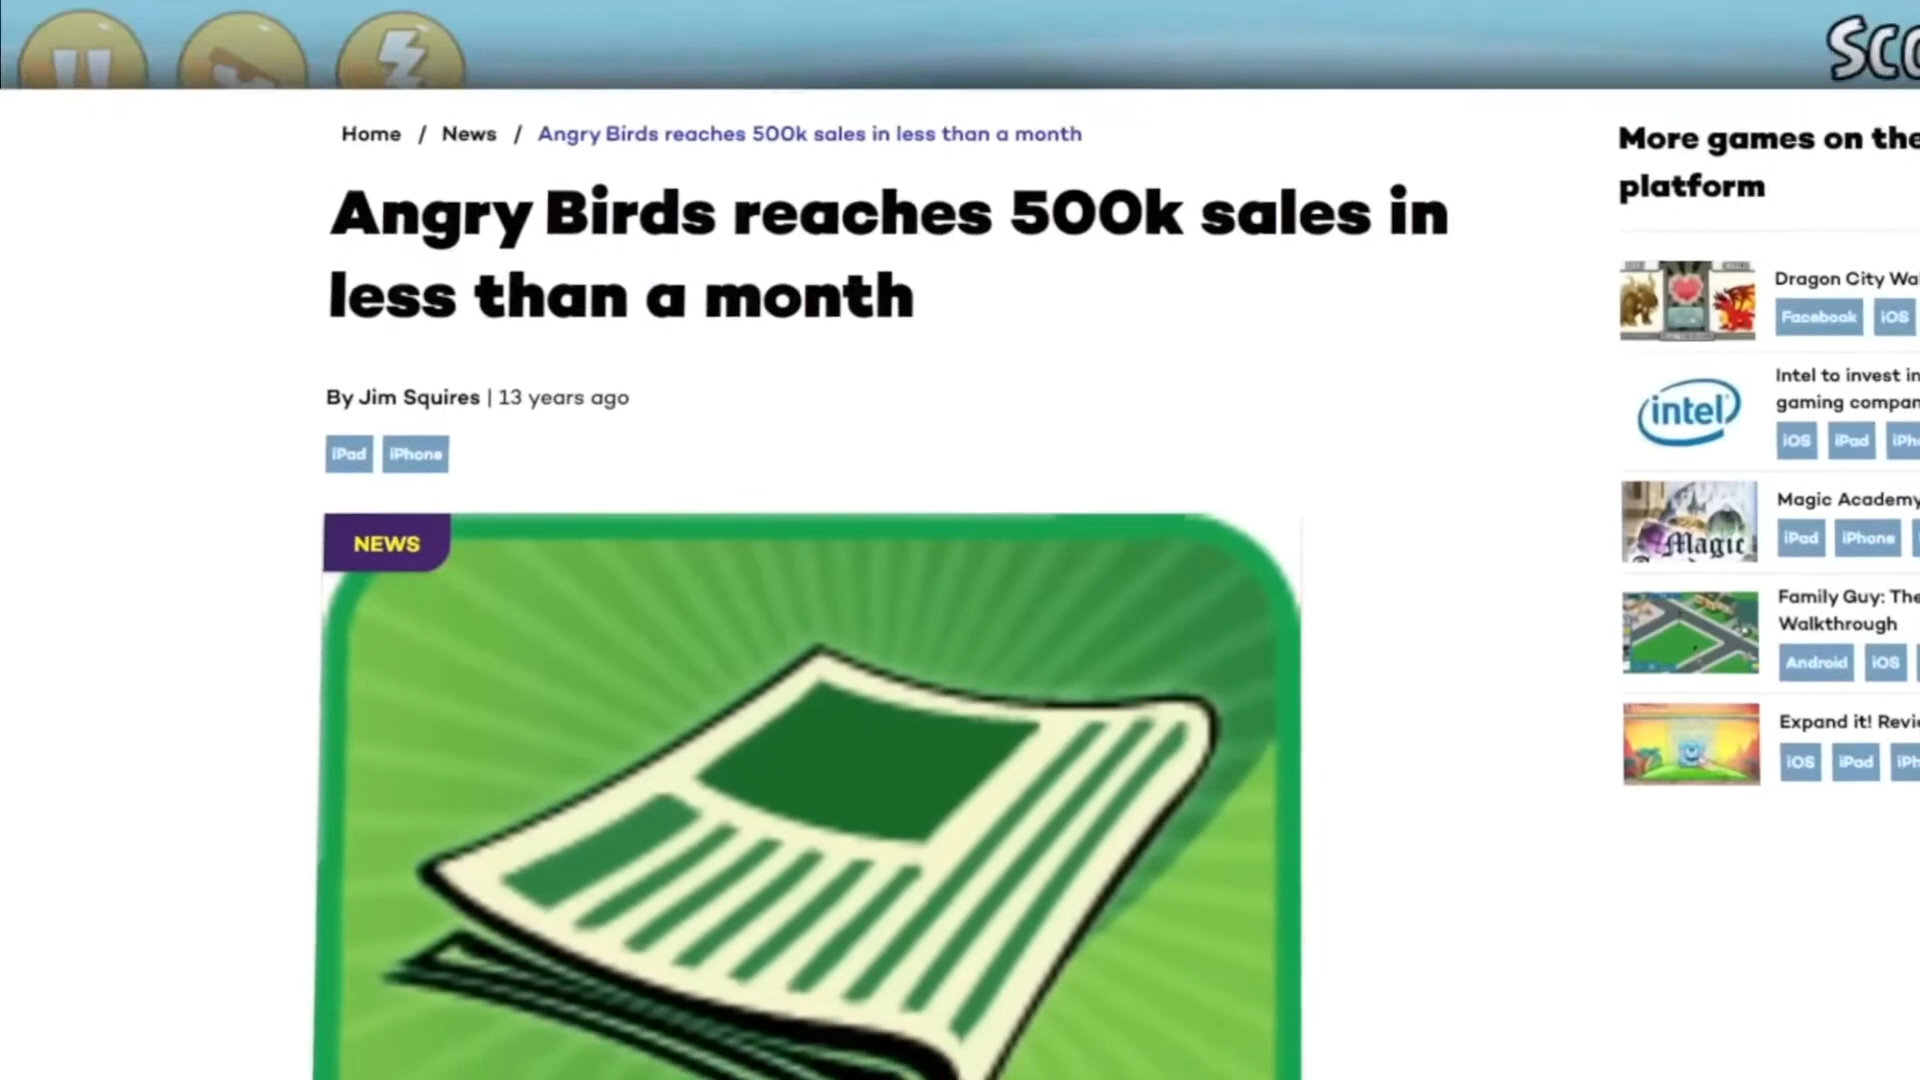 Home / News / Angry Birds reaches 500k sales in less than a month
Angry Birds reaches 500k sales in
less than a month
By Jim Squires | 13 years ago
iPad iPhone
NEWS
More games on the
platform
Dragon City
Facebook iOS
intel
Intel to invest in
gaming
iOS iPad
Magic
Magic Academy
iPad iPhone
Family Guy: The
Walkthrough
Android iOS
Expand it!
iOS iPad